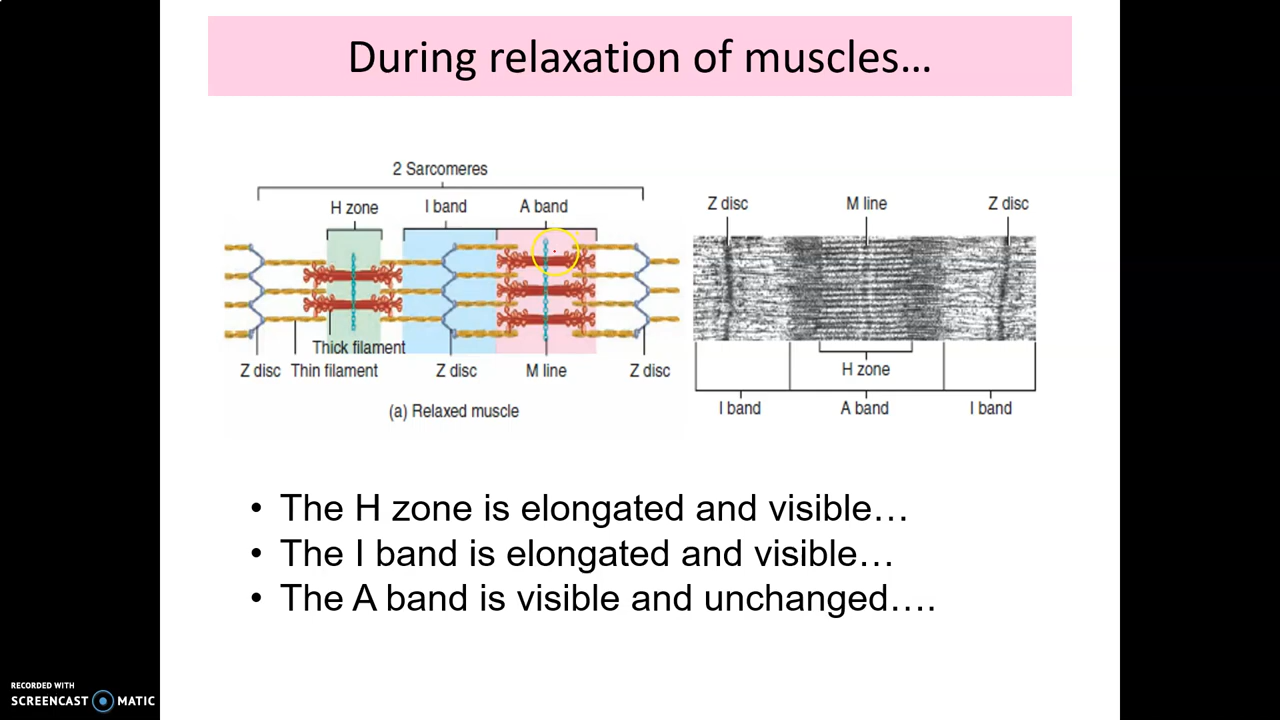 During relaxation of muscles…
2 Sarcomeres
H zone
I band
A band
Thick filament
Z disc
Thin filament
Z disc
M line
Z disc
(a) Relaxed muscle
Z disc
M line
Z disc
H zone
I band
A band
I band
• The H zone is elongated and visible…
• The I band is elongated and visible…
• The A band is visible and unchanged….
RECORDED WITH
SCREENCAST MATIC